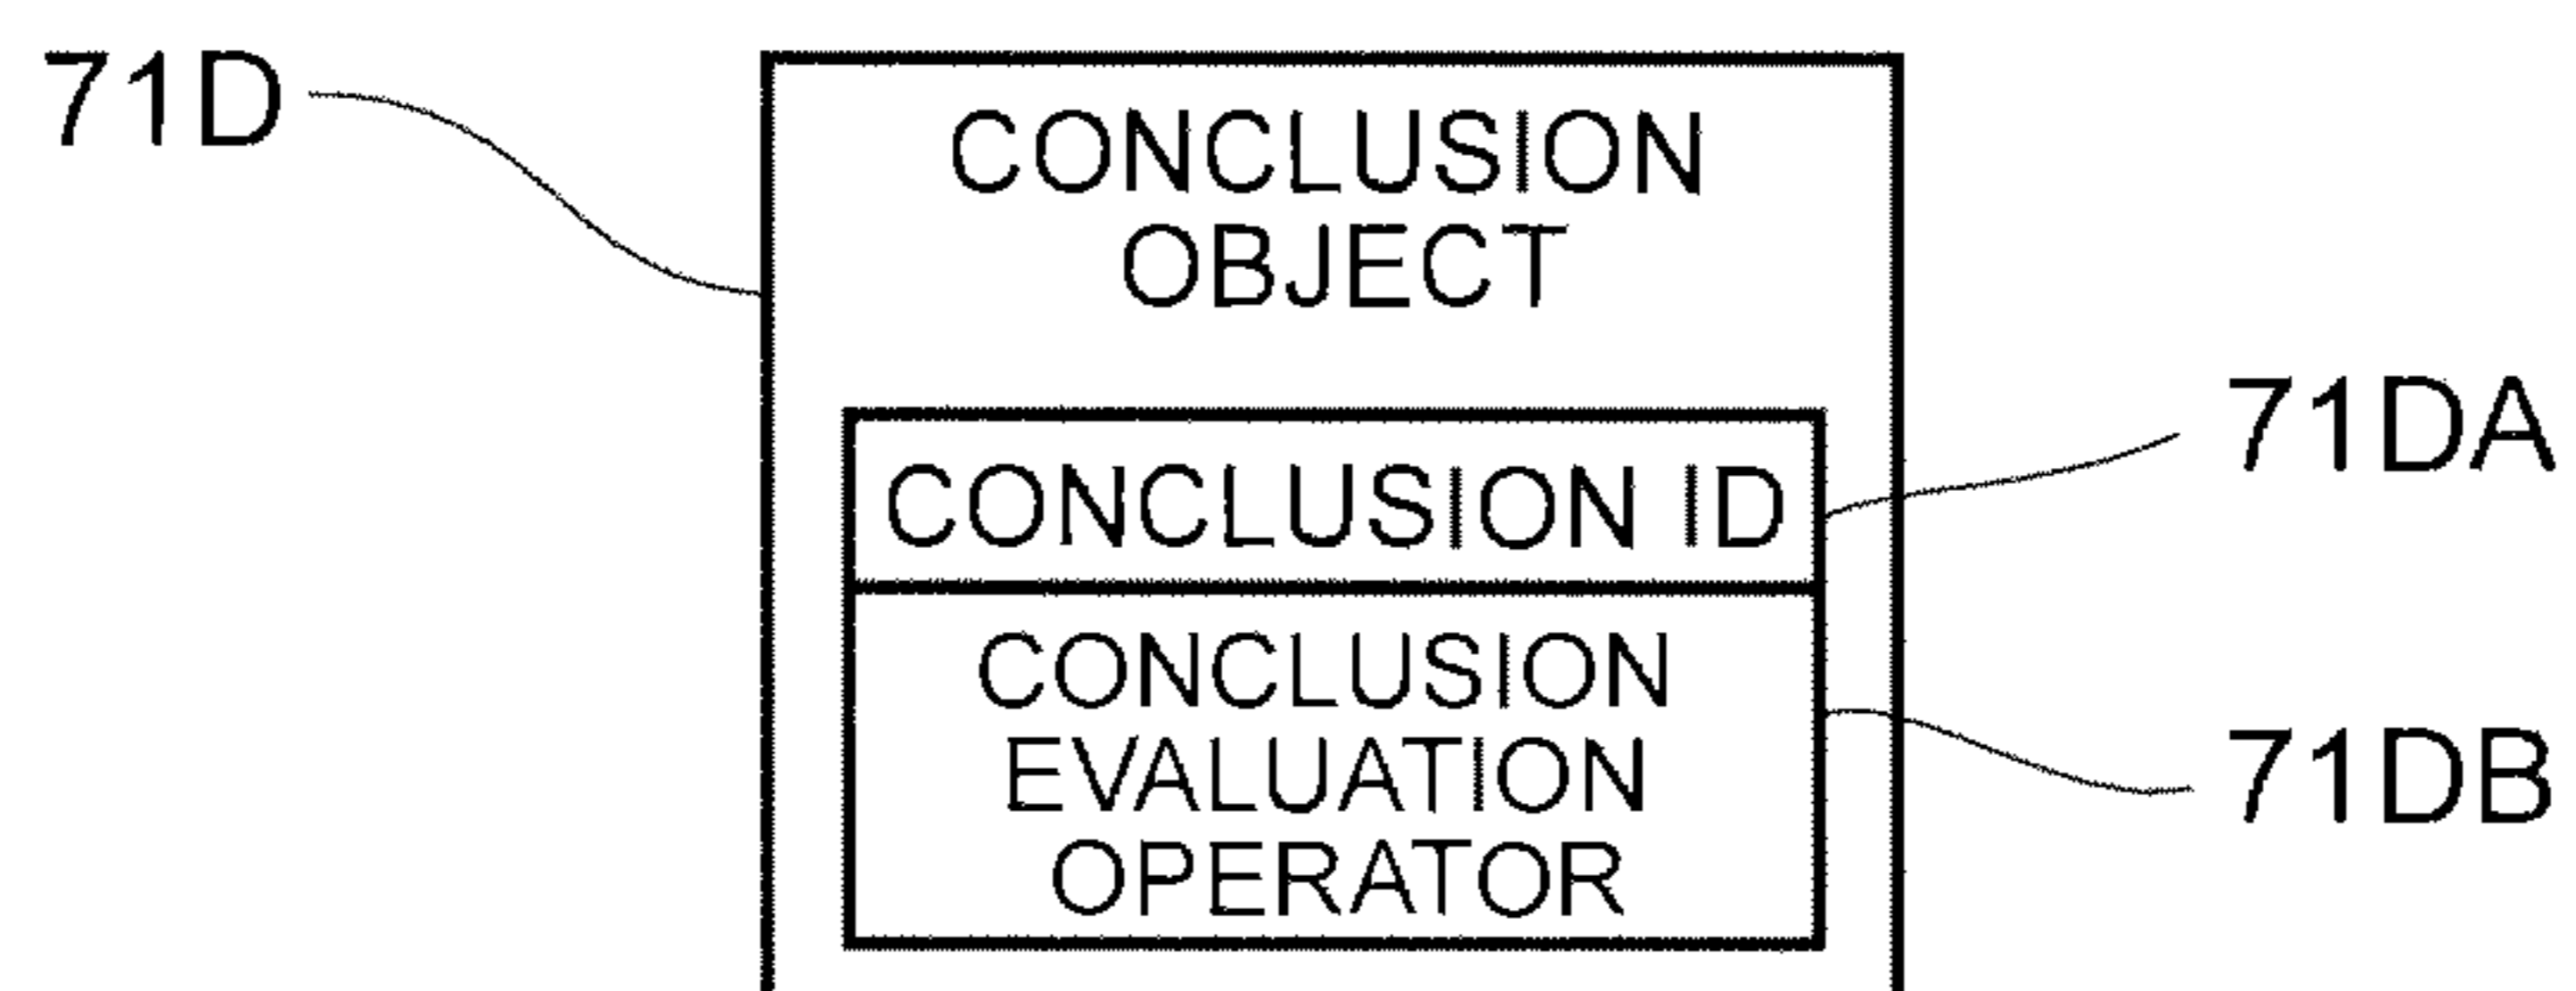 71D
CONCLUSION
OBJECT
71DA
CONCLUSION ID
CONCLUSION
EVALUATION
OPERATOR
71DB